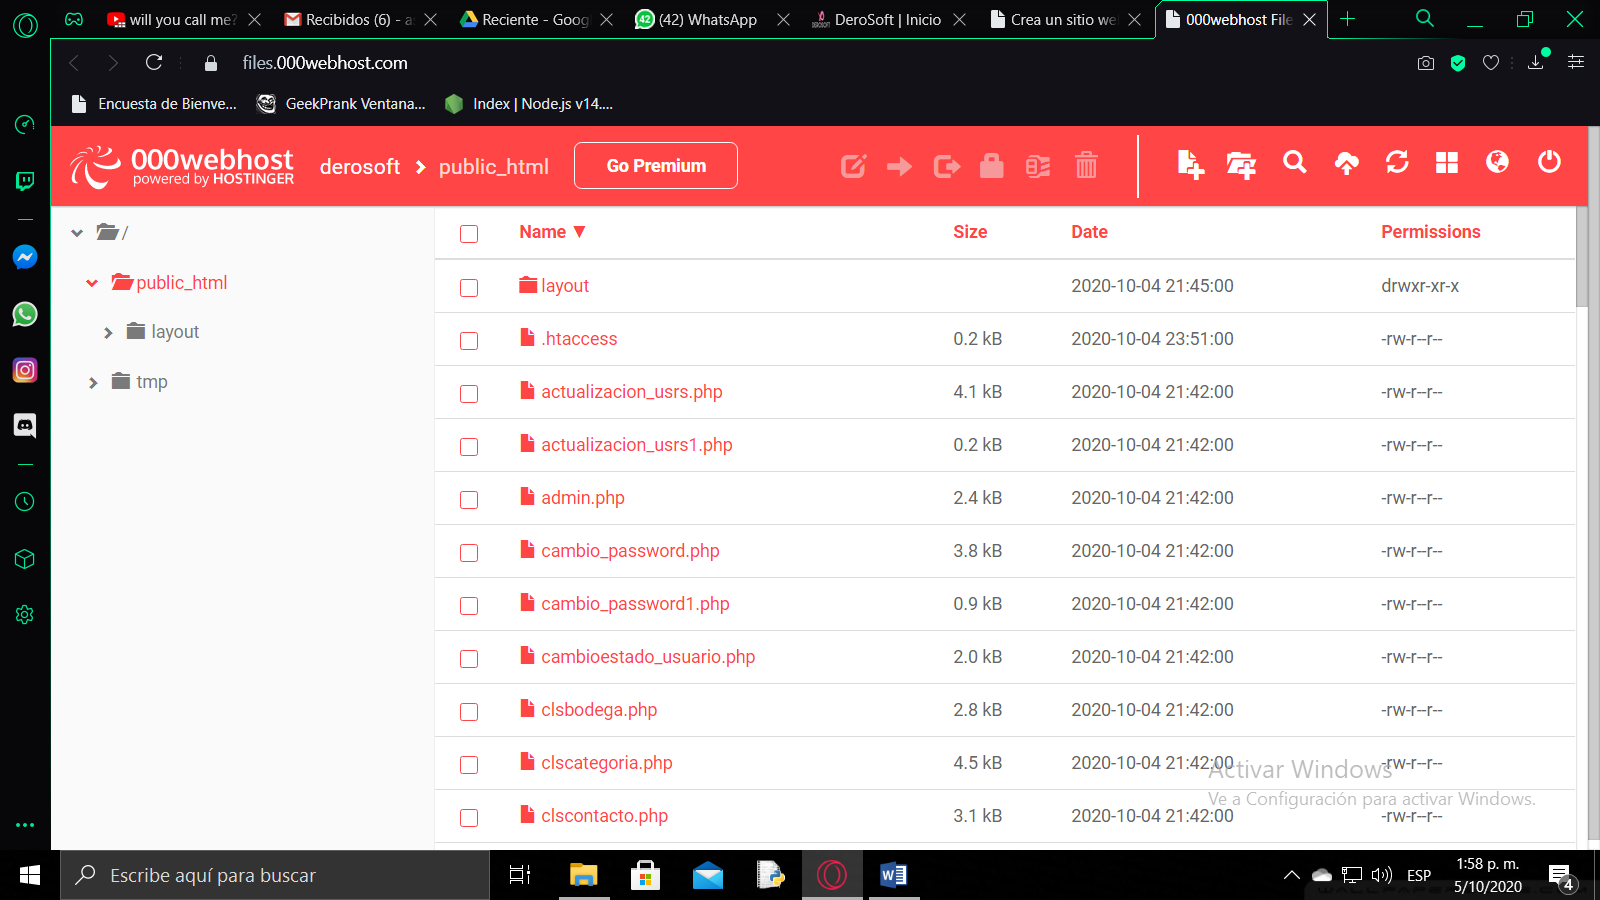 will you call me?
Recibidos (6) - a
Reciente - Goog
(42) WhatsApp
DeroSoft | Inicio
Crea un sitio we
000webhost File
files.000webhost.com
Encuesta de Bienve...
GeekPrank Ventana...
Index | Node.js v14....
000webhost
powered by HOSTINGER
derosoft
public_html
Go Premium
/
public_html
layout
tmp
Name ▼ Size Date Permissions
layout 2020-10-04 21:45:00 drwxr-xr-x
.htaccess 0.2 kB 2020-10-04 23:51:00 -rw-r--r--
actualizacion_usrs.php 4.1 kB 2020-10-04 21:42:00 -rw-r--r--
actualizacion_usrs1.php 0.2 kB 2020-10-04 21:42:00 -rw-r--r--
admin.php 2.4 kB 2020-10-04 21:42:00 -rw-r--r--
cambio_password.php 3.8 kB 2020-10-04 21:42:00 -rw-r--r--
cambio_password1.php 0.9 kB 2020-10-04 21:42:00 -rw-r--r--
cambioestado_usuario.php 2.0 kB 2020-10-04 21:42:00 -rw-r--r--
clsbodega.php 2.8 kB 2020-10-04 21:42:00 -rw-r--r--
clscategoria.php 4.5 kB 2020-10-04 21:42:00 -rw-r--r--
clscontacto.php 3.1 kB 2020-10-04 21:42:00 -rw-r--r--
Activar Windows
Ve a Configuración para activar Windows.
Escribe aquí para buscar
ESP
1:58 p. m.
5/10/2020
4